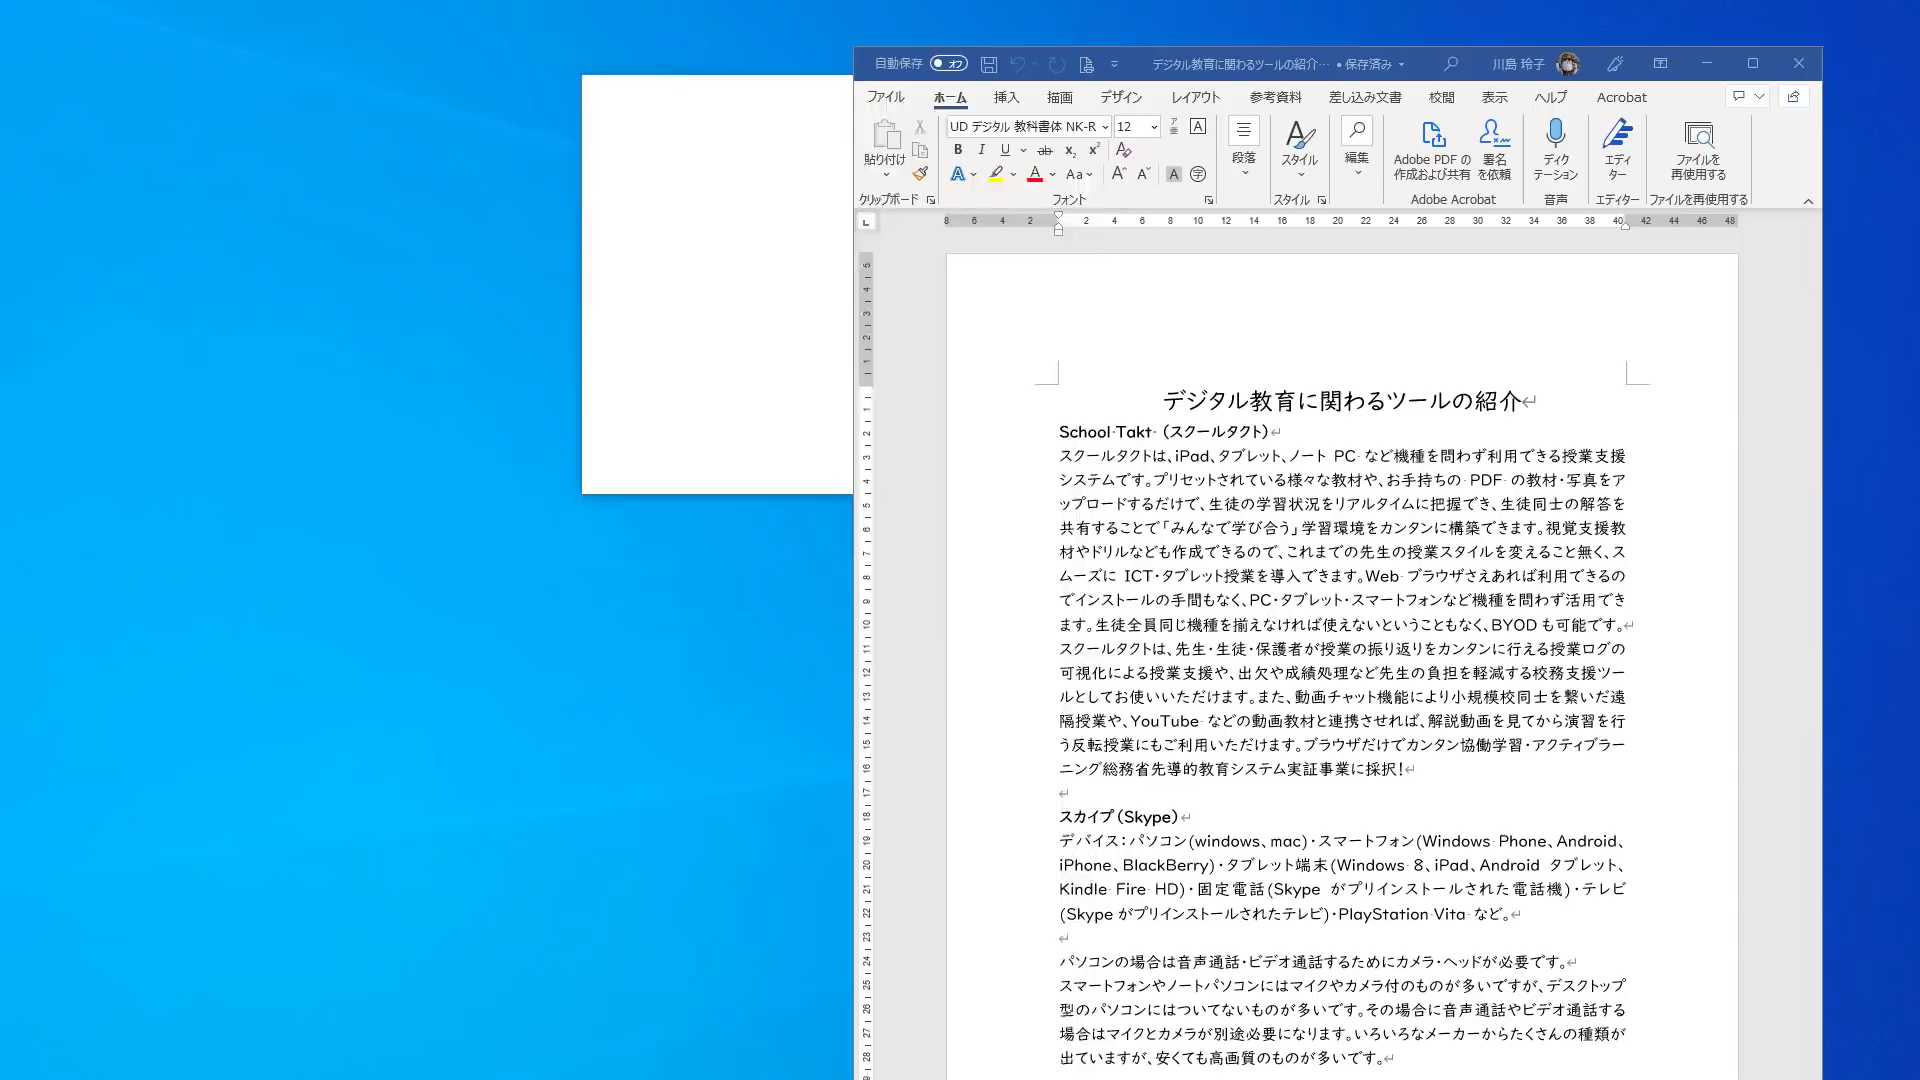 自動保存 オフ デジタル教育に関わるツールの紹介… • 保存済み 川島 玲子
ファイル ホーム 挿入 描画 デザイン レイアウト 参考資料 差し込み文書 校閲 表示 ヘルプ Acrobat
UD デジタル 教科書体 NK-R 12 ア亜 A
貼り付け B I U ab x₂ x² A 段落 スタイル 編集 Adobe PDF の作成および共有 署名を依頼 ディクテーション エディター ファイルを再使用する
A A Aa A A A 字
クリップボード フォント スタイル Adobe Acrobat 音声 エディター ファイルを再使用する
8 6 4 2 2 4 6 8 10 12 14 16 18 20 22 24 26 28 30 32 34 36 38 40 42 44 46 48
デジタル教育に関わるツールの紹介
School Takt (スクールタクト)
スクールタクトは、iPad、タブレット、ノート PC など機種を問わず利用できる授業支援
システムです。プリセットされている様々な教材や、お手持ちの PDF の教材・写真をア
ップロードするだけで、生徒の学習状況をリアルタイムに把握でき、生徒同士の解答を
共有することで「みんなで学び合う」学習環境をカンタンに構築できます。視覚支援教
材やドリルなども作成できるので、これまでの先生の授業スタイルを変えること無く、ス
ムーズに ICT・タブレット授業を導入できます。Web ブラウザさえあれば利用できるの
でインストールの手間もなく、PC・タブレット・スマートフォンなど機種を問わず活用でき
ます。生徒全員同じ機種を揃えなければ使えないということもなく、BYOD も可能です。
スクールタクトは、先生・生徒・保護者が授業の振り返りをカンタンに行える授業ログの
可視化による授業支援や、出欠や成績処理など先生の負担を軽減する校務支援ツー
ルとしてお使いいただけます。また、動画チャット機能により小規模校同士を繋いだ遠
隔授業や、YouTube などの動画教材と連携させれば、解説動画を見てから演習を行
う反転授業にもご利用いただけます。ブラウザだけでカンタン協働学習・アクティブラー
ニング総務省先導的教育システム実証事業に採択!
スカイプ(Skype)
デバイス:パソコン(windows、mac)・スマートフォン(Windows Phone、Android、
iPhone、BlackBerry)・タブレット端末(Windows 8、iPad、Android タブレット、
Kindle Fire HD)・固定電話(Skype がプリインストールされた電話機)・テレビ
(Skype がプリインストールされたテレビ)・PlayStation Vita など。
パソコンの場合は音声通話・ビデオ通話するためにカメラ・ヘッドが必要です。
スマートフォンやノートパソコンにはマイクやカメラ付のものが多いですが、デスクトップ
型のパソコンにはついてないものが多いです。その場合に音声通話やビデオ通話する
場合はマイクとカメラが別途必要になります。いろいろなメーカーからたくさんの種類が
出ていますが、安くても高画質のものが多いです。